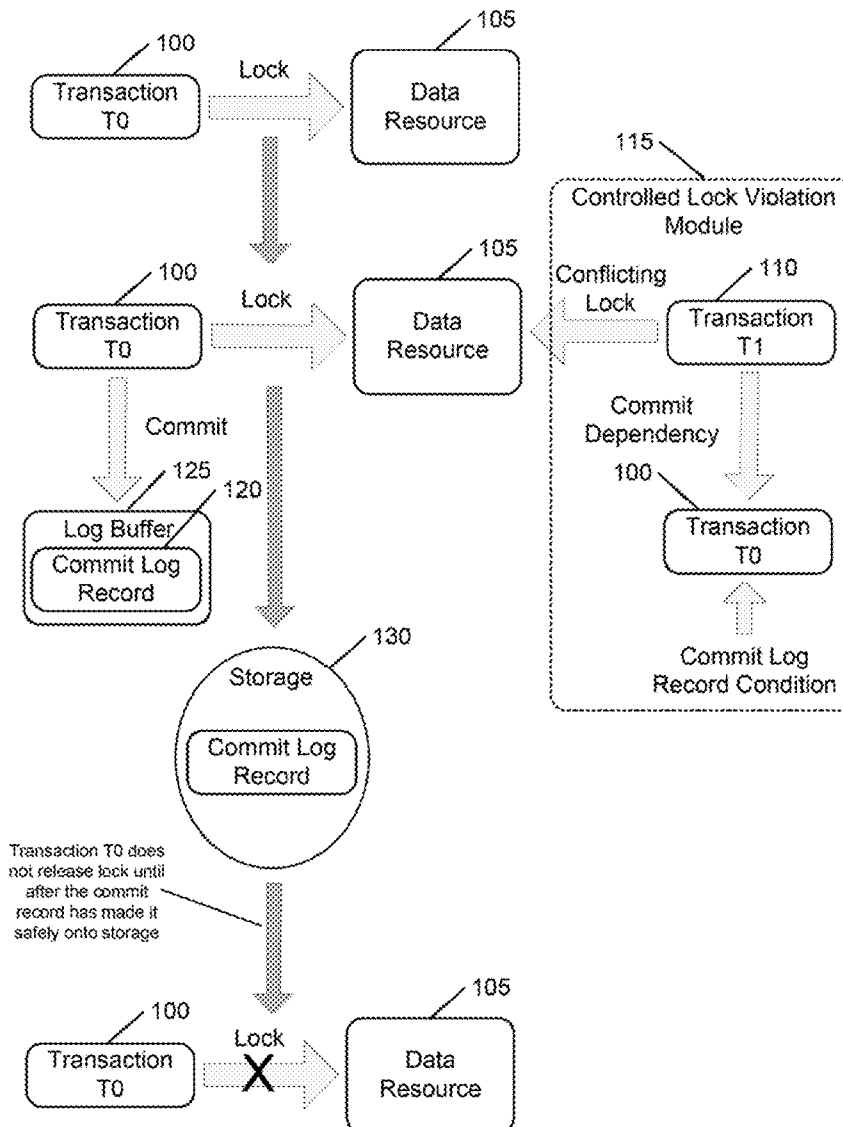 100
105
Lock
Transaction
T0
Data
Resource
115
Controlled Lock Violation
Module
100
105
110
Lock
Conflicting
Lock
Transaction
T0
Data
Resource
Transaction
T1
Commit
Commit
Dependency
125
120
100
Log Buffer
Commit Log
Record
Transaction
T0
130
Storage
Commit Log
Record Condition
Commit Log
Record
Transaction T0 does
not release lock until
after the commit
record has made it
safely onto storage
100
105
Lock
X
Transaction
T0
Data
Resource